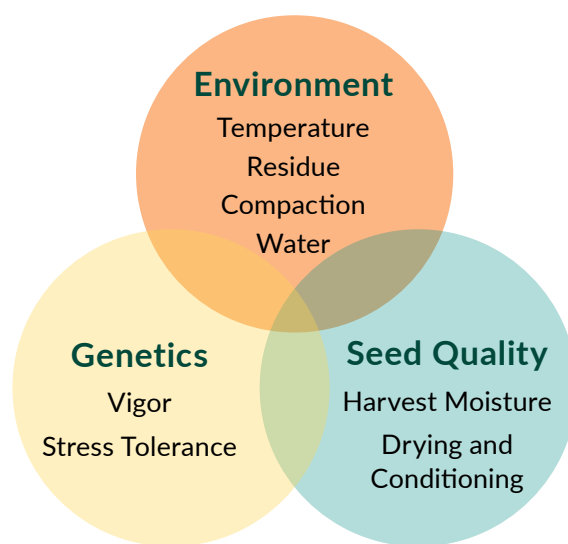 Environment
Temperature
Residue
Compaction
Water
Genetics
Vigor
Stress Tolerance
Seed Quality
Harvest Moisture
Drying and
Conditioning